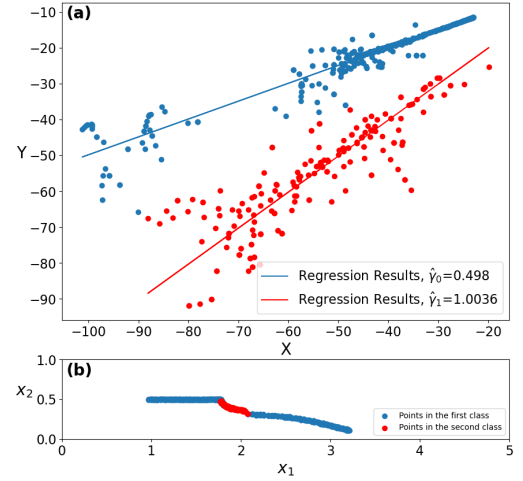 (a)
Y
−10
−20
−30
−40
−50
−60
−70
−80
−90
Regression Results, γ̂₀=0.498
Regression Results, γ̂₁=1.0036
−100 −90 −80 −70 −60 −50 −40 −30 −20
X
(b)
x₂
1.0
0.5
0.0
Points in the first class
Points in the second class
0 1 2 3 4 5
x₁